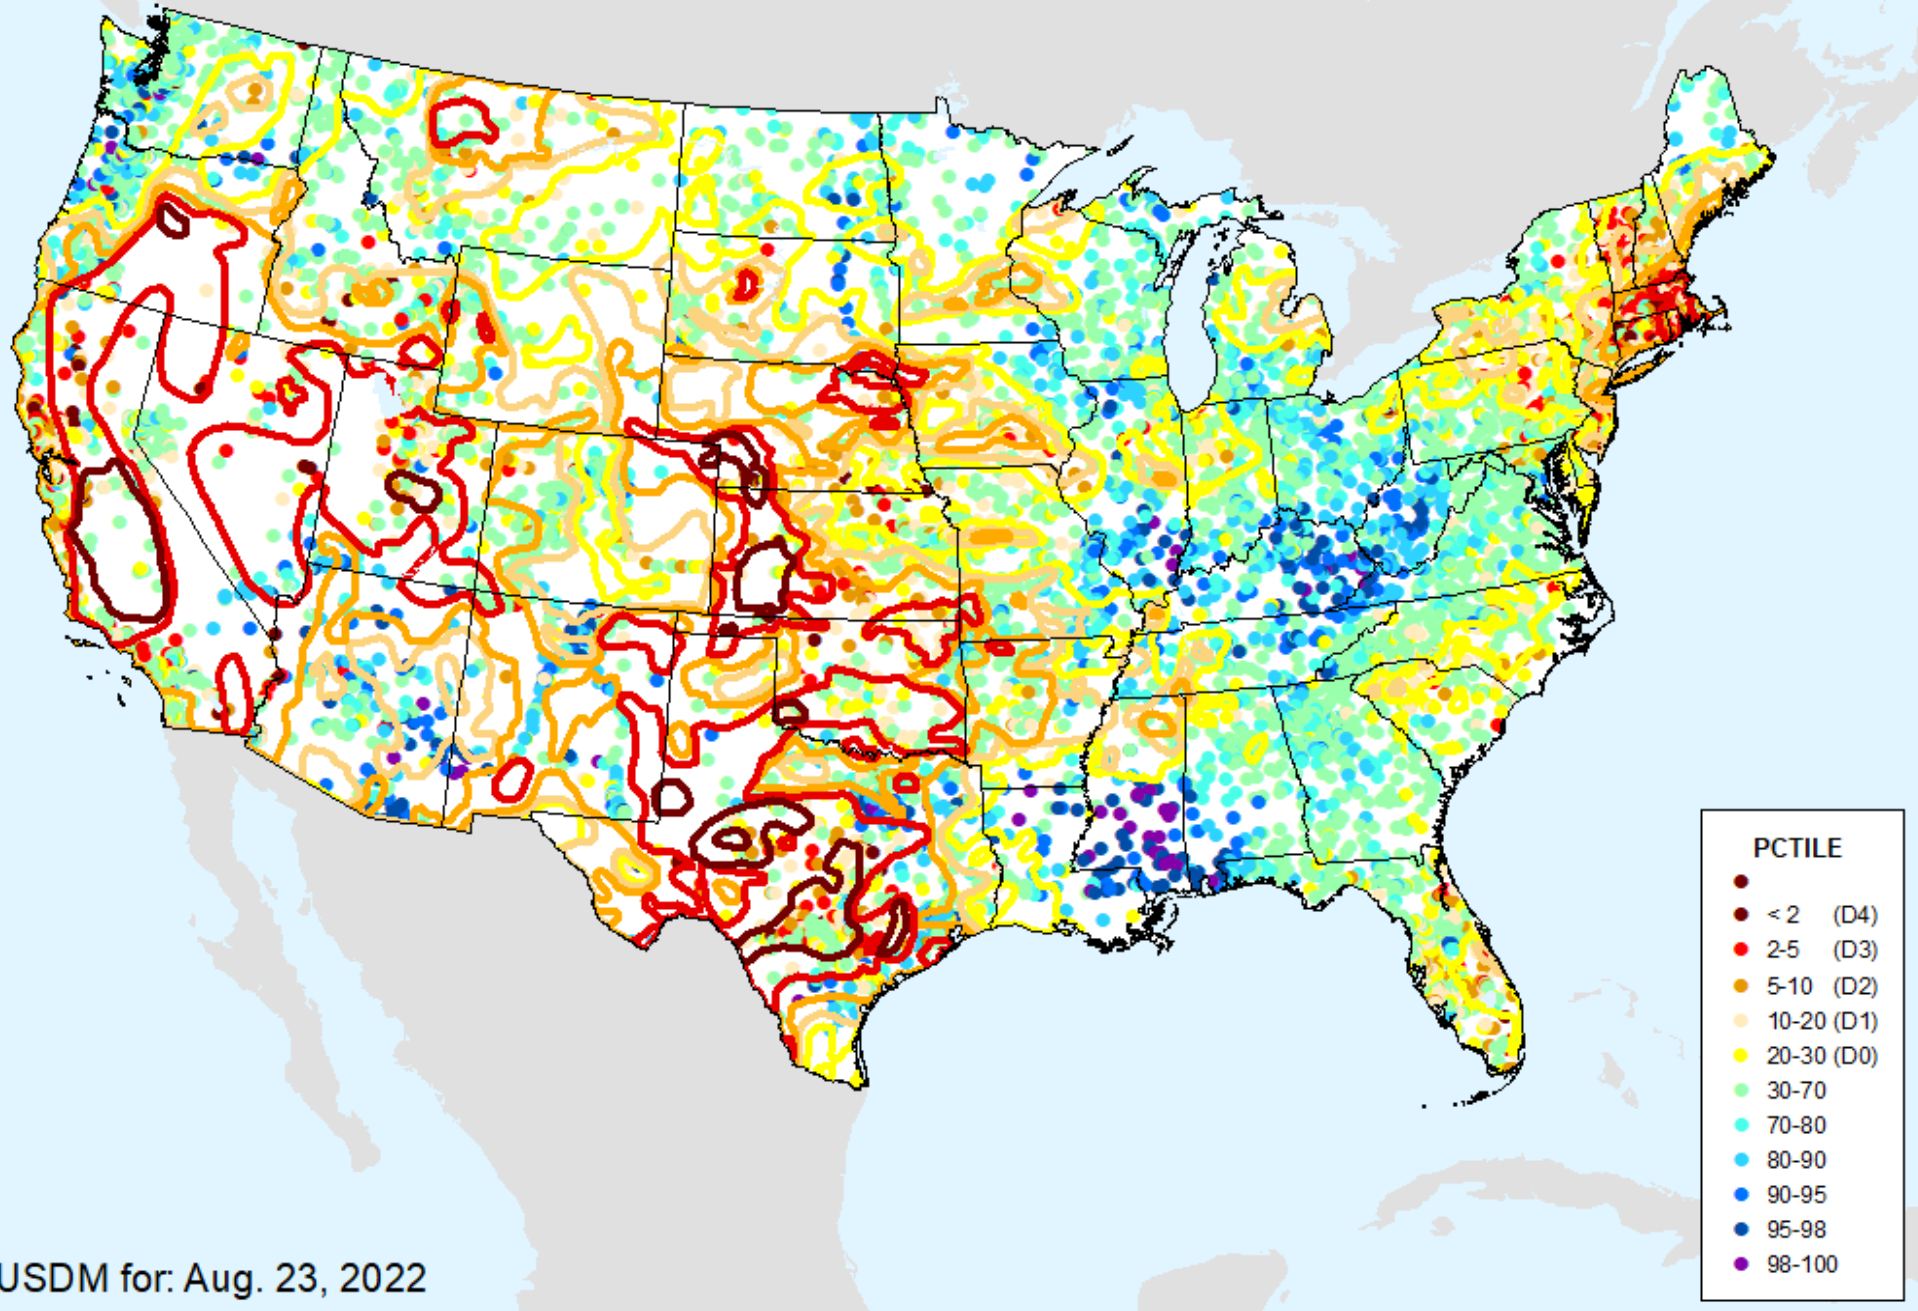 PCTILE
< 2 (D4)
2-5 (D3)
5-10 (D2)
10-20 (D1)
20-30 (D0)
30-70
70-80
80-90
90-95
95-98
98-100
USDM for: Aug. 23, 2022